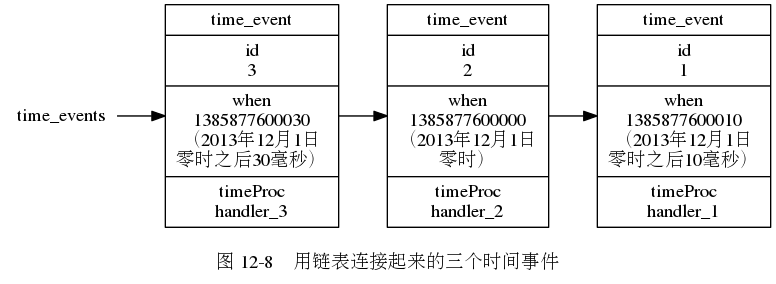 time_events
time_event
id
3
when
1385877600030
（2013年12月1日
零时之后30毫秒）
timeProc
handler_3
time_event
id
2
when
1385877600000
（2013年12月1日
零时）
timeProc
handler_2
time_event
id
1
when
1385877600010
（2013年12月1日
零时之后10毫秒）
timeProc
handler_1
图 12-8 用链表连接起来的三个时间事件